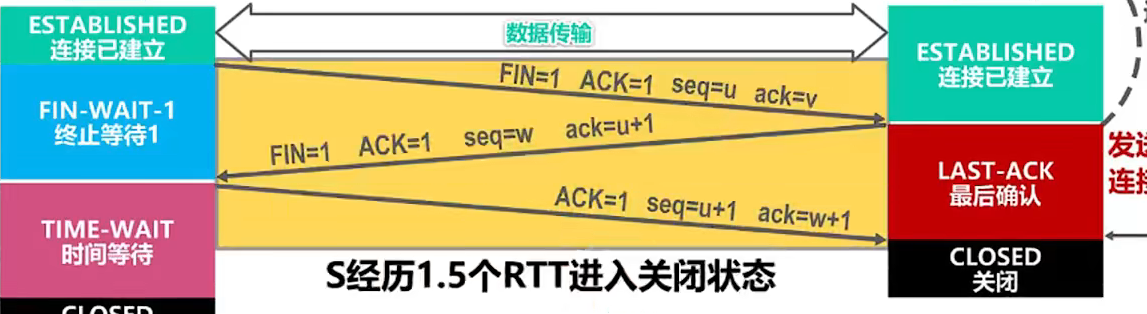 ESTABLISHED
连接已建立
数据传输
ESTABLISHED
连接已建立
FIN=1 ACK=1 seq=u ack=v
FIN-WAIT-1
终止等待1
FIN=1 ACK=1 seq=w ack=u+1
LAST-ACK
最后确认
发送
连接
ACK=1 seq=u+1 ack=w+1
TIME-WAIT
时间等待
CLOSED
关闭
S经历1.5个RTT进入关闭状态
CLOSED